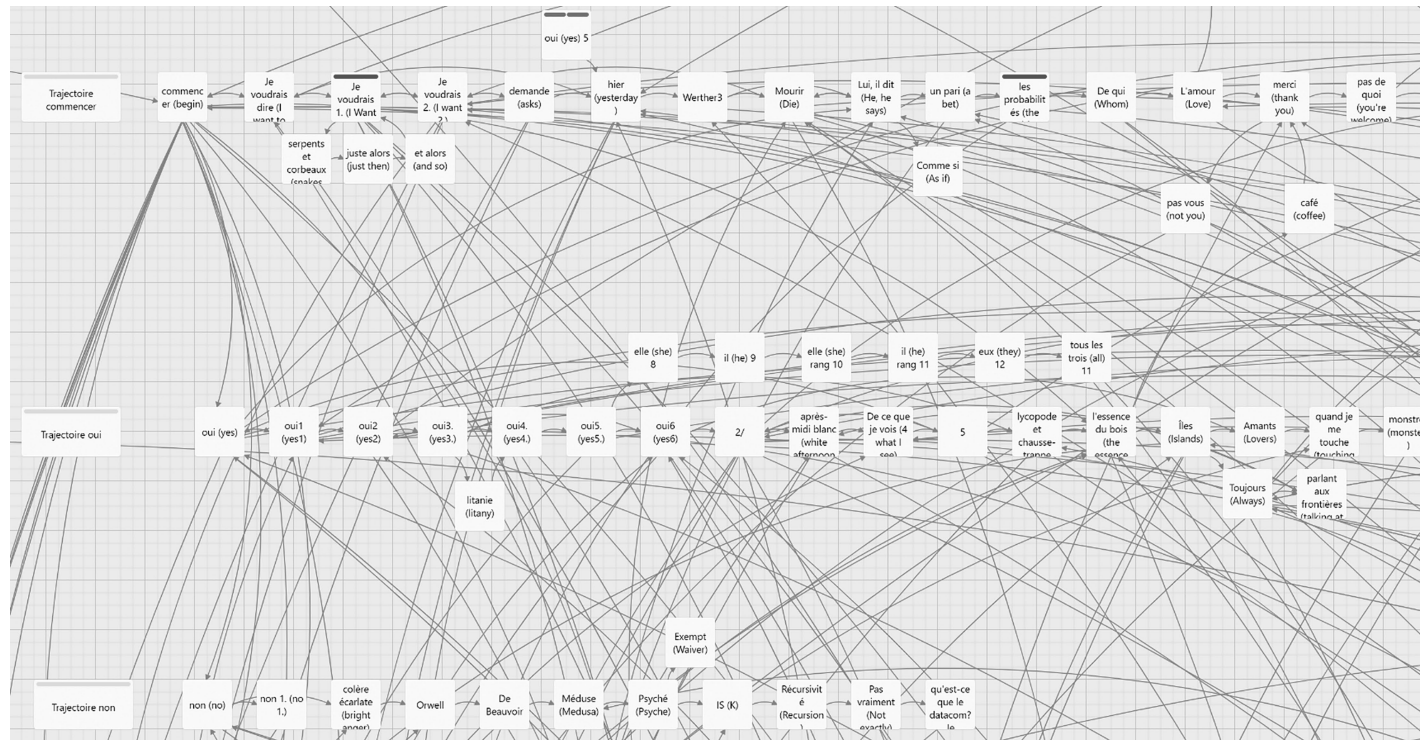 oui (yes) 5
Trajectoire
commencer
commenc
er (begin)
Je
voudrais
dire (I
want to
Je
voudrais
1. (I Want
Je
voudrais
2. (I want
2.)
demande
(asks)
hier
(yesterday
)
Werther3
Mourir
(Die)
Lui, il dit
(He, he
says)
un pari (a
bet)
les
probabilit
és (the
De qui
(Whom)
L'amour
(Love)
merci
(thank
you)
pas de
quoi
(you're
welcome)
serpents
et
corbeaux
(snakes
juste alors
(just then)
et alors
(and so)
Comme si
(As if)
pas vous
(not you)
café
(coffee)
elle (she)
8
il (he) 9
elle (she)
rang 10
il (he)
rang 11
eux (they)
12
tous les
trois (all)
11
Trajectoire oui
oui (yes)
oui1
(yes1)
oui2
(yes2)
oui3.
(yes3.)
oui4.
(yes4.)
oui5.
(yes5.)
oui6
(yes6)
2/
après-
midi blanc
(white
afternoon
De ce que
je vois (4
what I
see)
5
lycopode
et
chausse-
trappe
l'essence
du bois
(the
essence
Îles
(Islands)
Amants
(Lovers)
quand je
me
touche
(touching
monstre
(monste
)
litanie
(litany)
Toujours
(Always)
parlant
aux
frontières
(talking at
Exempt
(Waiver)
Trajectoire non
non (no)
non 1. (no
1.)
colère
écarlate
(bright
anger)
Orwell
De
Beauvoir
Méduse
(Medusa)
Psyché
(Psyche)
IS (K)
Récursivit
é
(Recursion
)
Pas
vraiment
(Not
exactly)
qu'est-ce
que le
datacom?
le